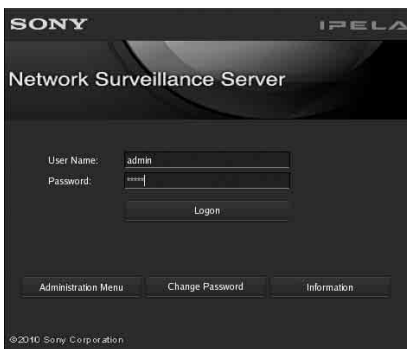 SONY
IPELA
Network Surveillance Server
User Name: admin
Password: *****
Logon
Administration Menu Change Password Information
©2010 Sony Corporation